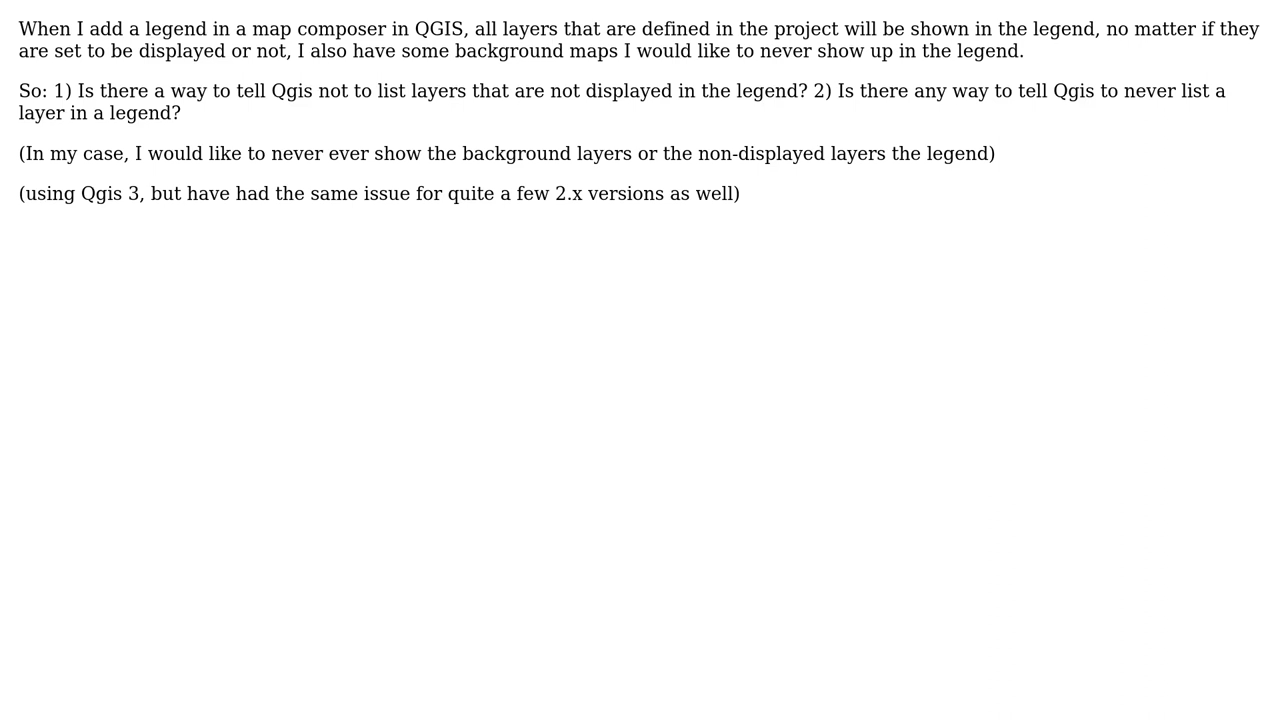 When I add a legend in a map composer in QGIS, all layers that are defined in the project will be shown in the legend, no matter if they
are set to be displayed or not, I also have some background maps I would like to never show up in the legend.
So: 1) Is there a way to tell Qgis not to list layers that are not displayed in the legend? 2) Is there any way to tell Qgis to never list a
layer in a legend?
(In my case, I would like to never ever show the background layers or the non-displayed layers the legend)
(using Qgis 3, but have had the same issue for quite a few 2.x versions as well)